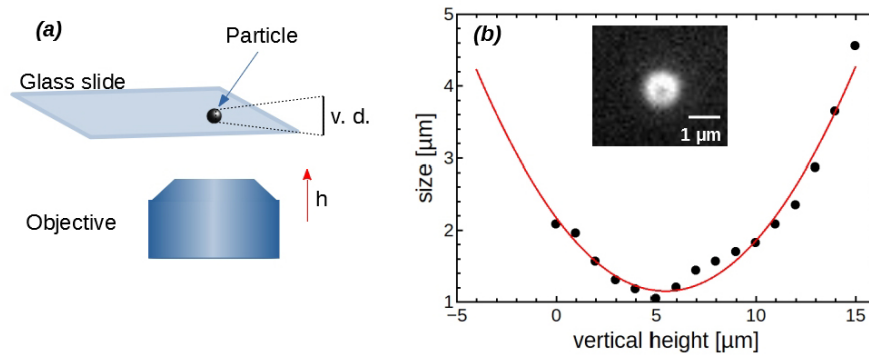 (a)
Particle
Glass slide
v. d.
h
Objective
(b)
1 µm
size [µm]
5
4
3
2
1
−5
0
5
10
15
vertical height [µm]